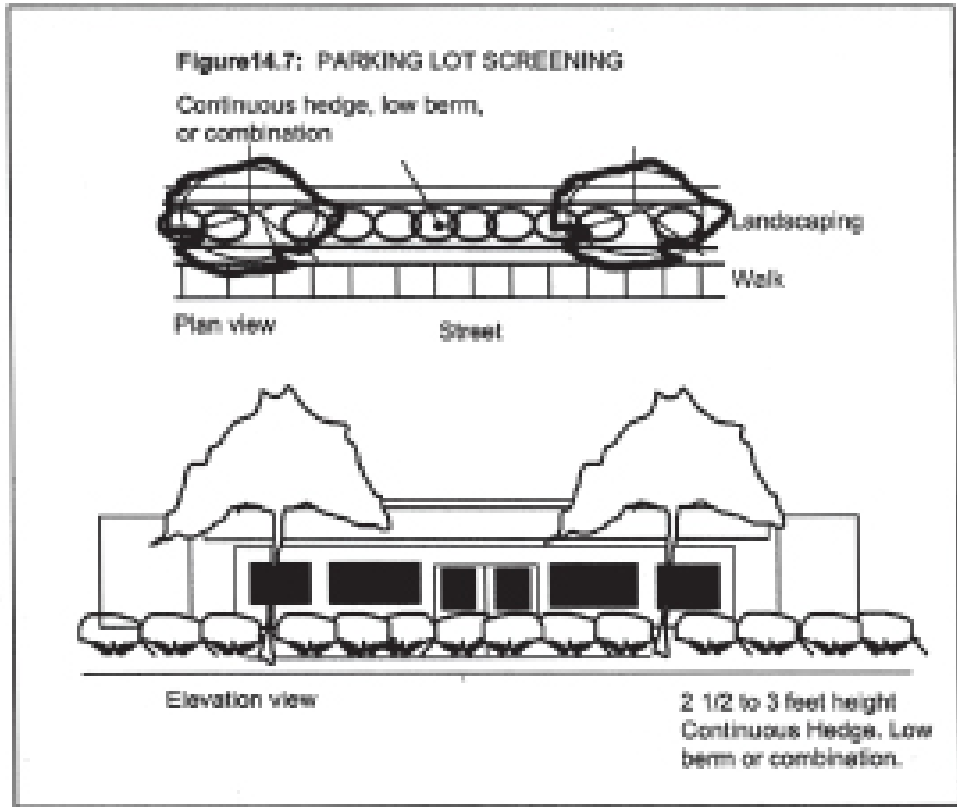 Figure14.7: PARKING LOT SCREENING
Continuous hedge, low berm,
or combination
Landscaping
Walk
Plan view
Street
Elevation view
2 1/2 to 3 feet height
Continuous Hedge. Low
berm or combination.